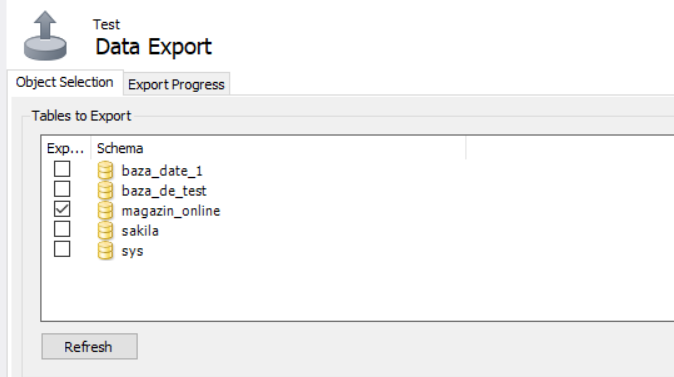 Test
Data Export
Object Selection Export Progress
Tables to Export
Exp... Schema
baza_date_1
baza_de_test
magazin_online
sakila
sys
Refresh